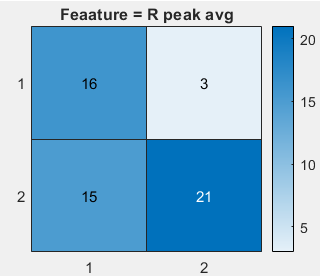 Feaature = R peak avg
1 16 3 20
15
2 15 21 10
5
1 2